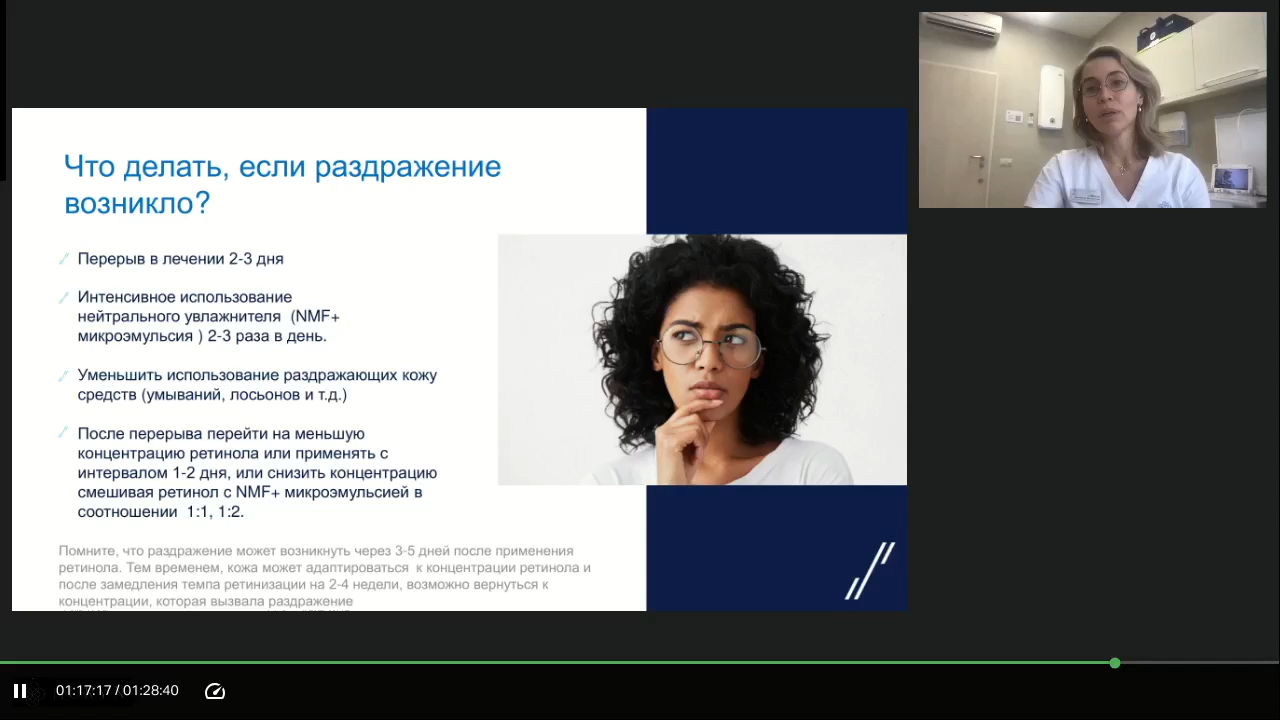 Что делать, если раздражение
возникло?
Перерыв в лечении 2-3 дня
Интенсивное использование
нейтрального увлажнителя (NMF+
микроэмульсия ) 2-3 раза в день.
Уменьшить использование раздражающих кожу
средств (умываний, лосьонов и т.д.)
После перерыва перейти на меньшую
концентрацию ретинола или применять с
интервалом 1-2 дня, или снизить концентрацию
смешивая ретинол с NMF+ микроэмульсией в
соотношении 1:1, 1:2.
Помните, что раздражение может возникнуть через 3-5 дней после применения
ретинола. Тем временем, кожа может адаптироваться к концентрации ретинола и
после замедления темпа ретинизации на 2-4 недели, возможно вернуться к
концентрации, которая вызвала раздражение
01:17:17 / 01:28:40